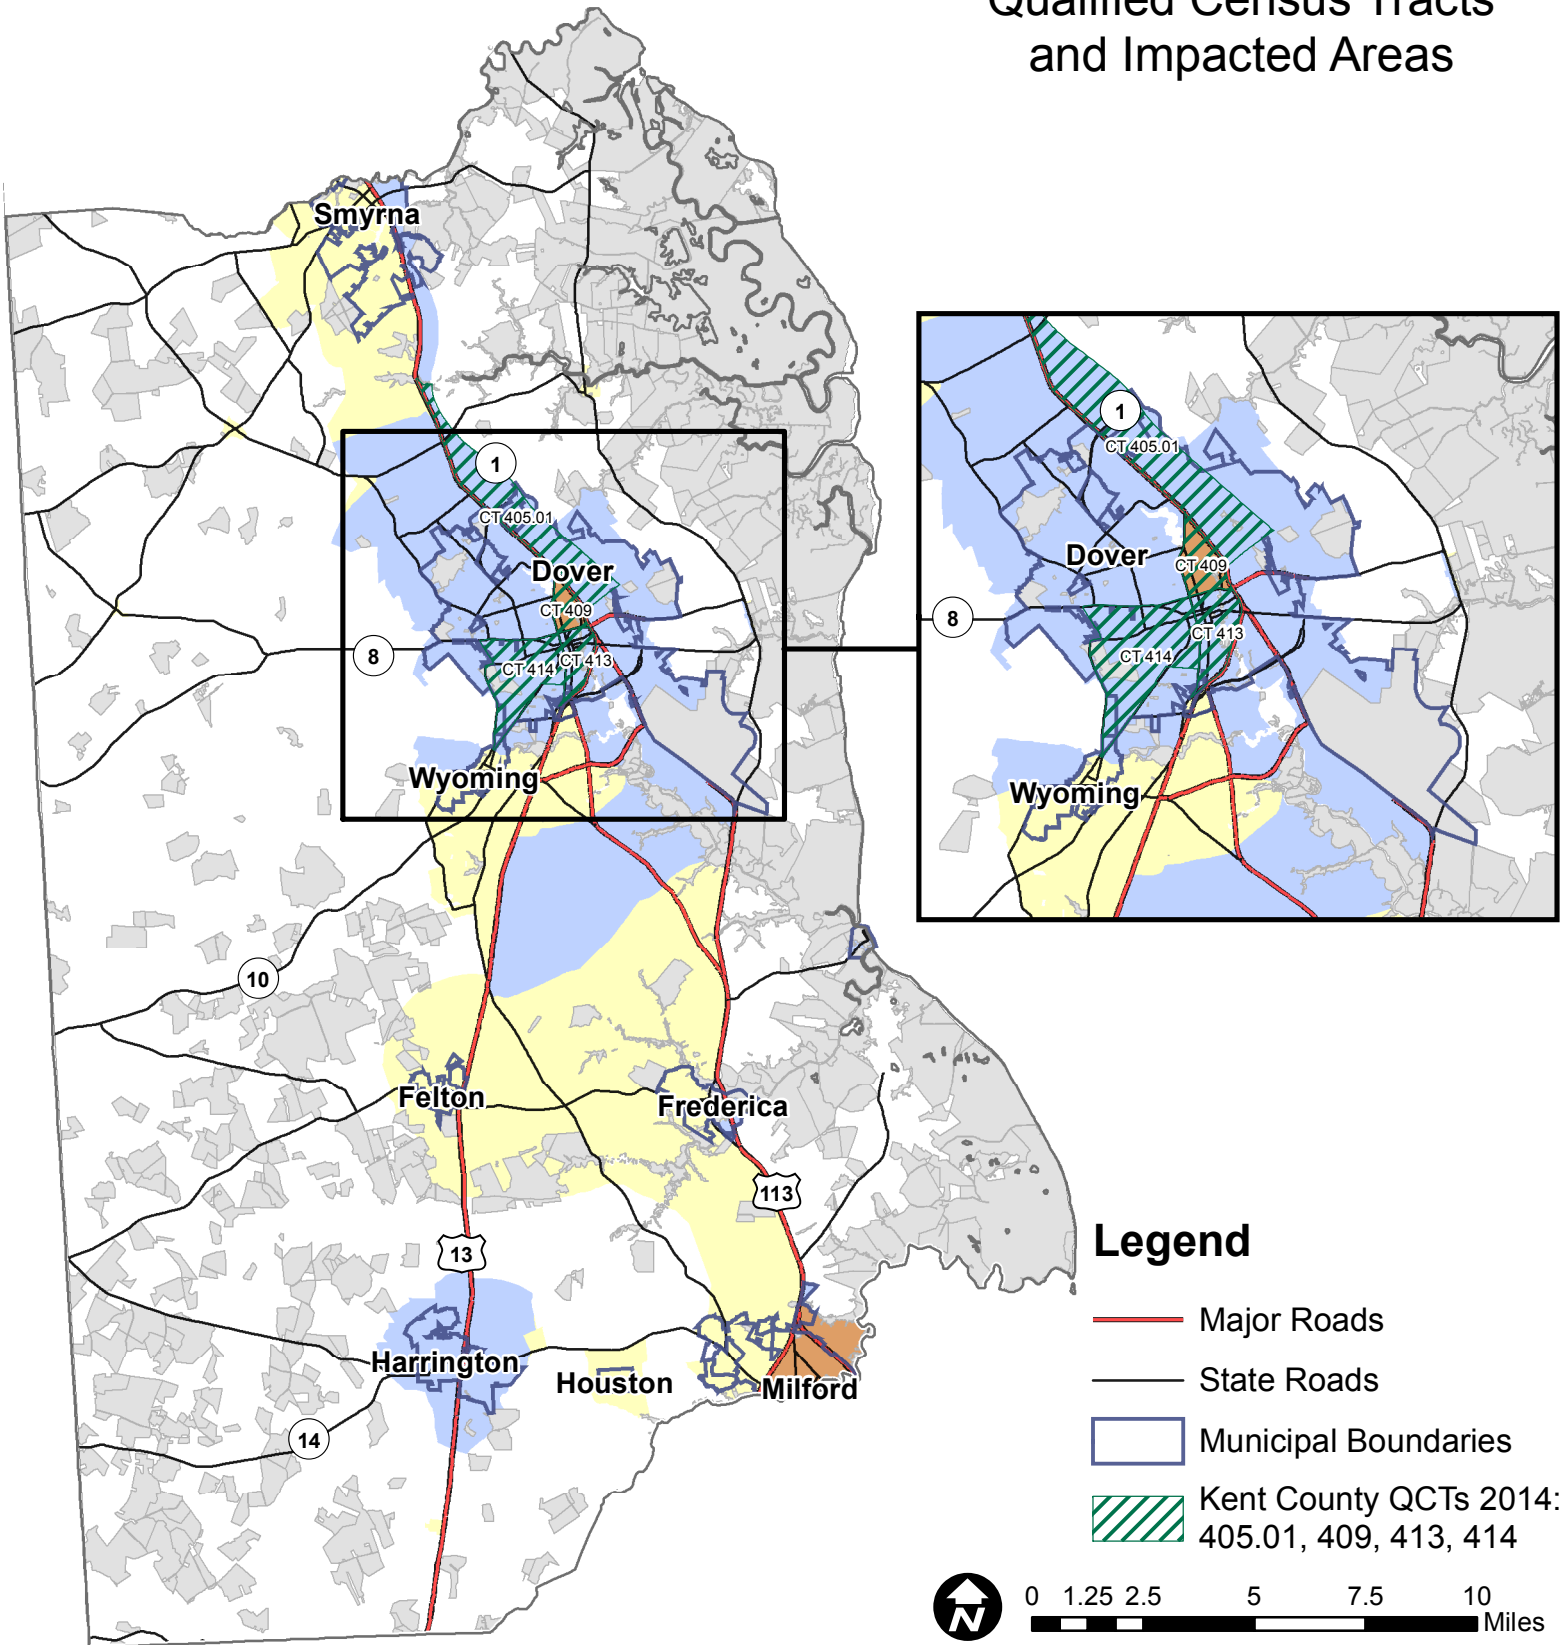 Qualified Census Tracts
and Impacted Areas
Smyrna
1
CT 405.01
Dover
CT 409
8
CT 414
CT 413
Wyoming
1
CT 405.01
Dover
CT 409
8
CT 413
CT 414
Wyoming
10
Felton
Frederica
113
13
Harrington
Houston
Milford
14
Legend
Major Roads
State Roads
Municipal Boundaries
Kent County QCTs 2014:
405.01, 409, 413, 414
N
0 1.25 2.5 5 7.5 10
Miles